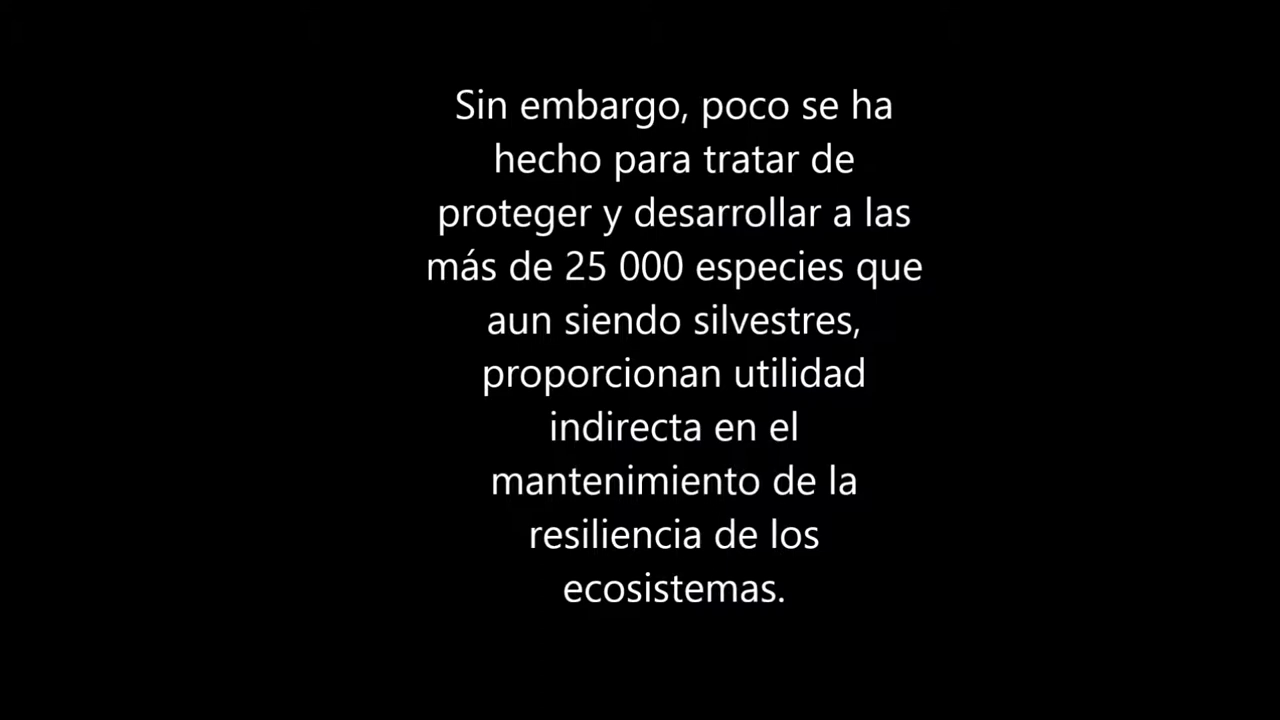 Sin embargo, poco se ha
hecho para tratar de
proteger y desarrollar a las
más de 25 000 especies que
aun siendo silvestres,
proporcionan utilidad
indirecta en el
mantenimiento de la
resiliencia de los
ecosistemas.